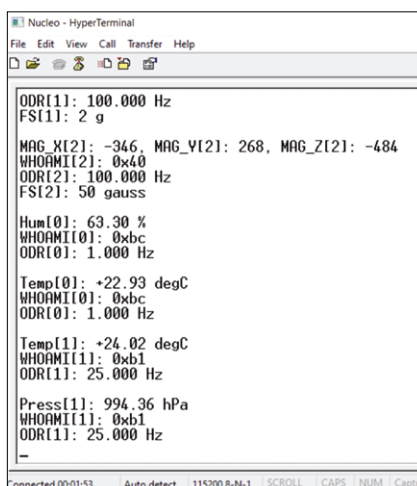 Nucleo - HyperTerminal
File Edit View Call Transfer Help
ODR[1]: 100.000 Hz
FS[1]: 2 g
MAG_X[2]: -346, MAG_Y[2]: 268, MAG_Z[2]: -484
WHOAMI[2]: 0x40
ODR[2]: 100.000 Hz
FS[2]: 50 gauss
Hum[0]: 63.30 %
WHOAMI[0]: 0xbc
ODR[0]: 1.000 Hz
Temp[0]: +22.93 degC
WHOAMI[0]: 0xbc
ODR[0]: 1.000 Hz
Temp[1]: +24.02 degC
WHOAMI[1]: 0xb1
ODR[1]: 25.000 Hz
Press[1]: 994.36 hPa
WHOAMI[1]: 0xb1
ODR[1]: 25.000 Hz
_
Connected 00:01:53 Auto detect 115200 8-N-1 SCROLL CAPS NUM Capt